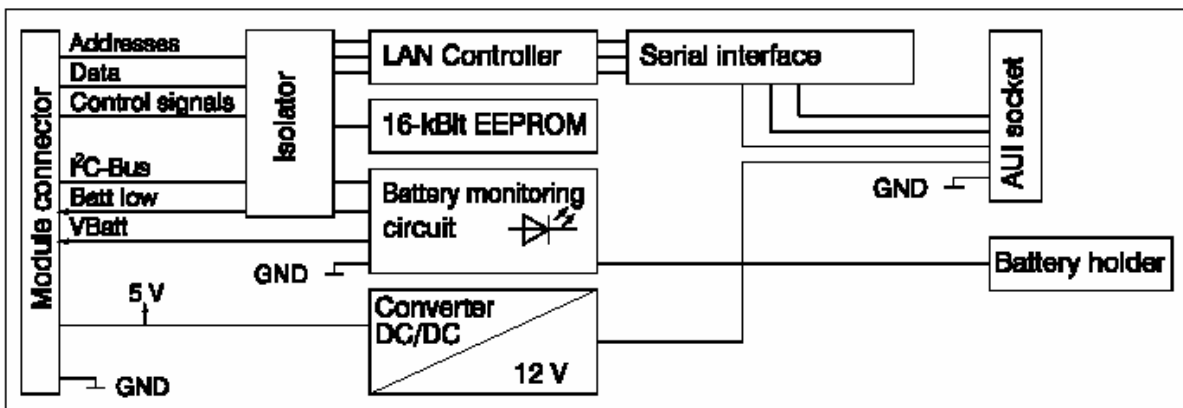 Module connector
Addresses
Data
Control signals
I²C-Bus
Batt low
VBatt
GND
5 V
GND
Isolator
LAN Controller
16-kBit EEPROM
Battery monitoring
circuit
Converter
DC/DC
12 V
Serial interface
AUI socket
GND
Battery holder